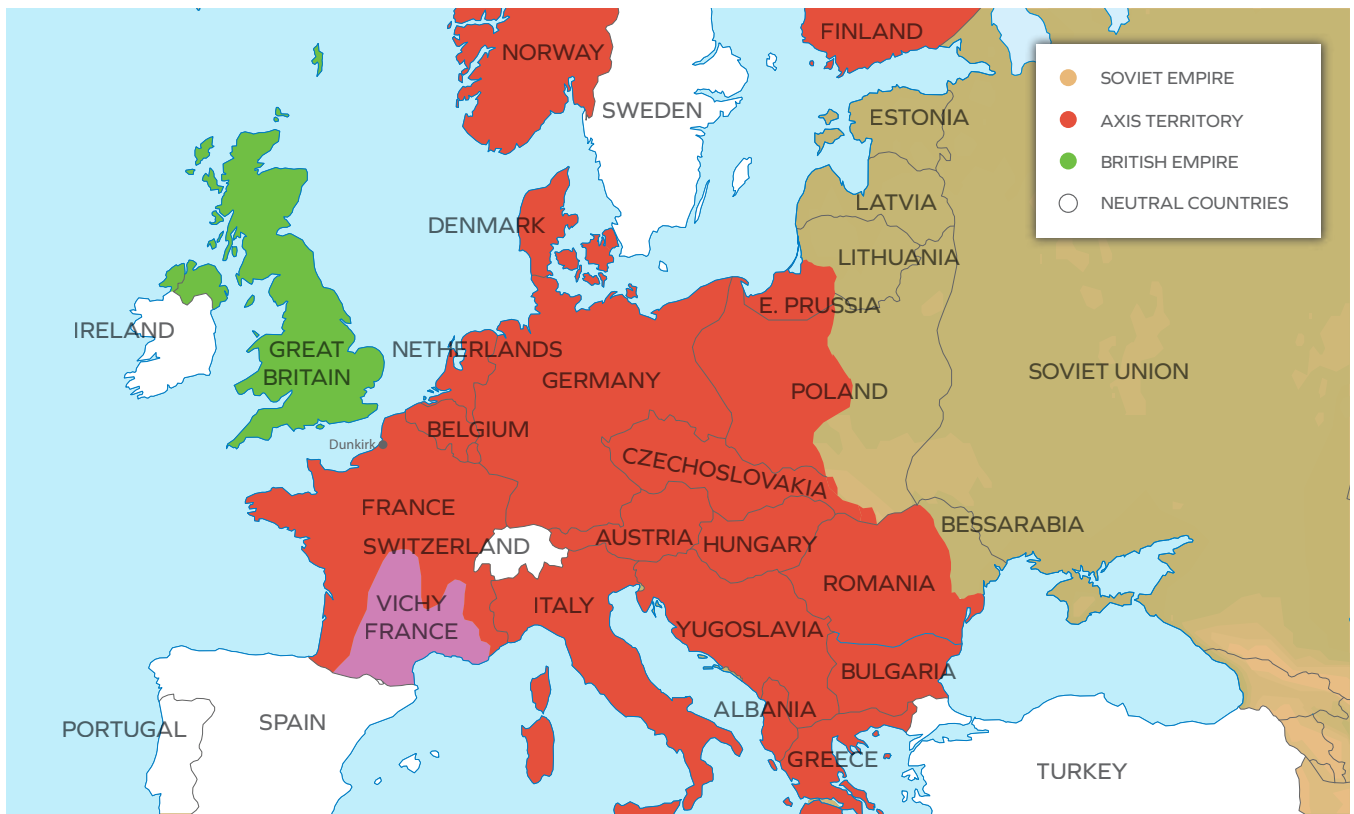 NORWAY
FINLAND
SOVIET EMPIRE
SWEDEN
ESTONIA
AXIS TERRITORY
BRITISH EMPIRE
LATVIA
NEUTRAL COUNTRIES
DENMARK
LITHUANIA
E. PRUSSIA
IRELAND
GREAT
BRITAIN
NETHERLANDS
GERMANY
POLAND
SOVIET UNION
BELGIUM
Dunkirk
CZECHOSLOVAKIA
FRANCE
BESSARABIA
SWITZERLAND
AUSTRIA
HUNGARY
ROMANIA
VICHY
FRANCE
ITALY
YUGOSLAVIA
BULGARIA
PORTUGAL
SPAIN
ALBANIA
GREECE
TURKEY